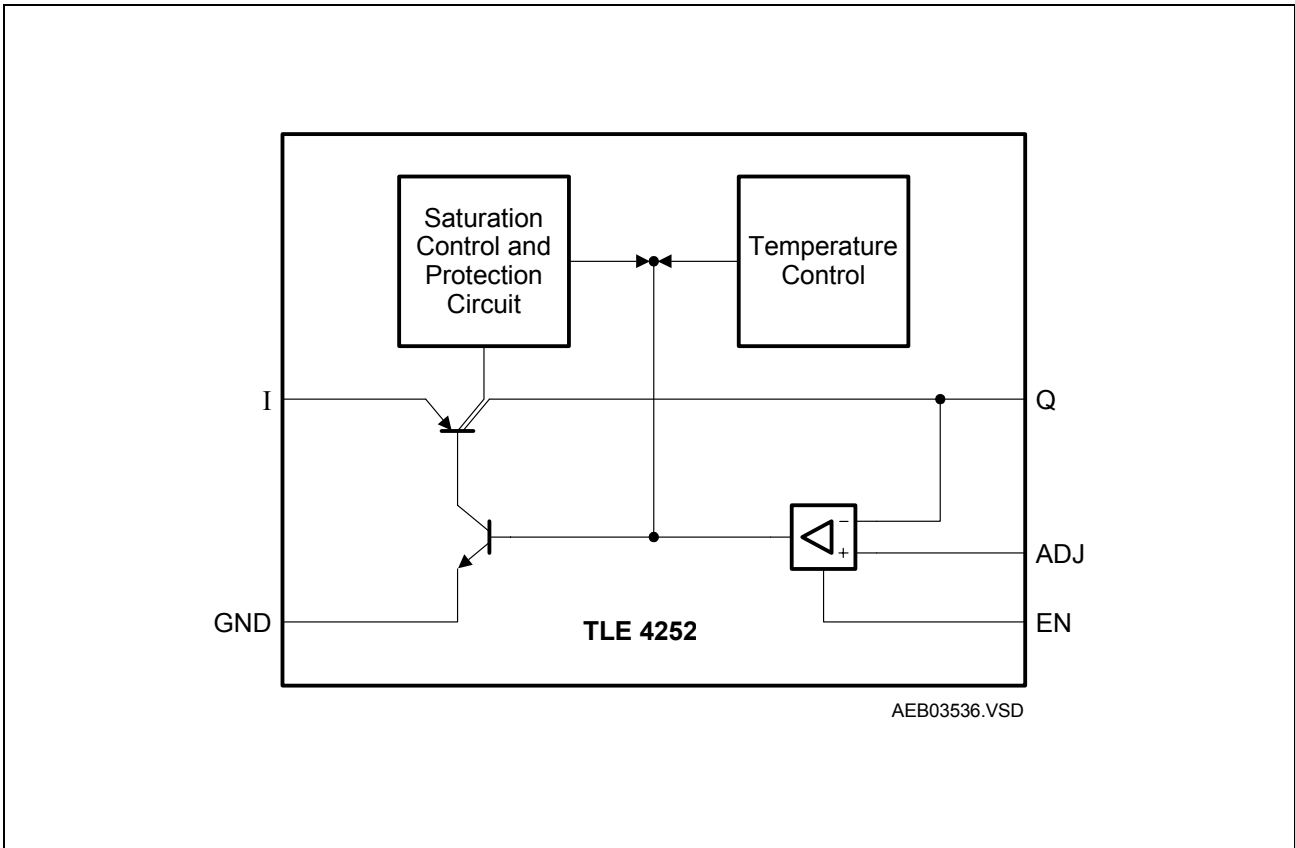 Saturation
Control and
Protection
Circuit
Temperature
Control
I
Q
−
+
ADJ
GND
EN
TLE 4252
AEB03536.VSD